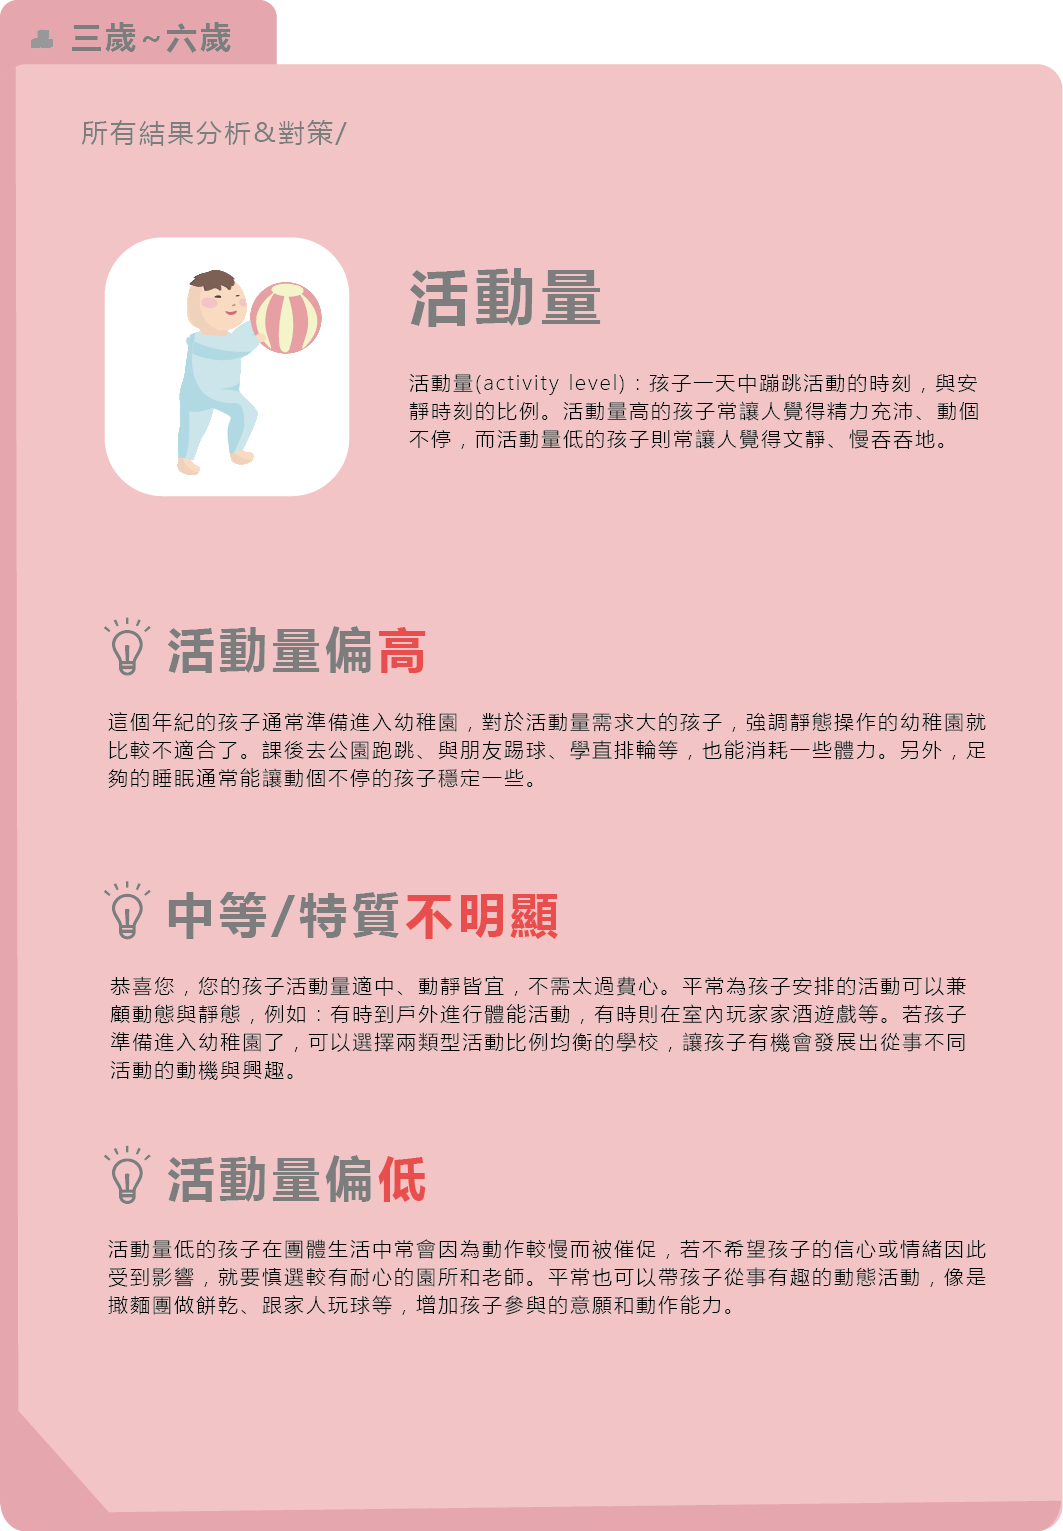 三歲~六歲
所有結果分析&對策/
活動量
活動量(activity level)：孩子一天中蹦跳活動的時刻，與安
靜時刻的比例。活動量高的孩子常讓人覺得精力充沛、動個
不停，而活動量低的孩子則常讓人覺得文靜、慢吞吞地。
活動量偏高
這個年紀的孩子通常準備進入幼稚園，對於活動量需求大的孩子，強調靜態操作的幼稚園就
比較不適合了。課後去公園跑跳、與朋友踢球、學直排輪等，也能消耗一些體力。另外，足
夠的睡眠通常能讓動個不停的孩子穩定一些。
中等/特質不明顯
恭喜您，您的孩子活動量適中、動靜皆宜，不需太過費心。平常為孩子安排的活動可以兼
顧動態與靜態，例如：有時到戶外進行體能活動，有時則在室內玩家家酒遊戲等。若孩子
準備進入幼稚園了，可以選擇兩類型活動比例均衡的學校，讓孩子有機會發展出從事不同
活動的動機與興趣。
活動量偏低
活動量低的孩子在團體生活中常會因為動作較慢而被催促，若不希望孩子的信心或情緒因此
受到影響，就要慎選較有耐心的園所和老師。平常也可以帶孩子從事有趣的動態活動，像是
撖麵團做餅乾、跟家人玩球等，增加孩子參與的意願和動作能力。